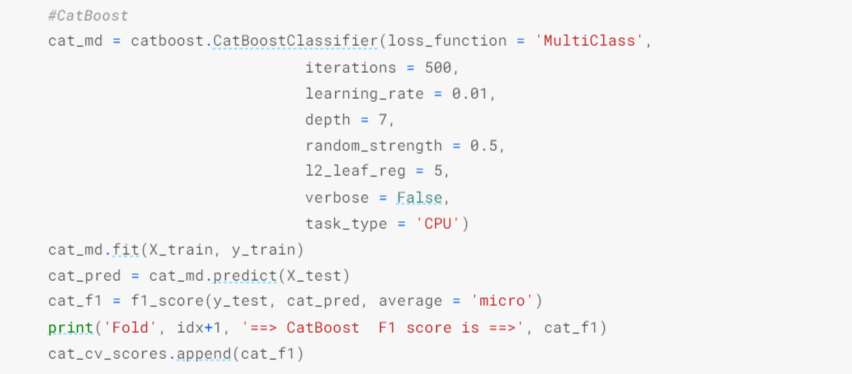 #CatBoost
cat_md = catboost.CatBoostClassifier(loss_function = 'MultiClass',
iterations = 500,
learning_rate = 0.01,
depth = 7,
random_strength = 0.5,
l2_leaf_reg = 5,
verbose = False,
task_type = 'CPU')
cat_md.fit(X_train, y_train)
cat_pred = cat_md.predict(X_test)
cat_f1 = f1_score(y_test, cat_pred, average = 'micro')
print('Fold', idx+1, '==> CatBoost  F1 score is ==>', cat_f1)
cat_cv_scores.append(cat_f1)